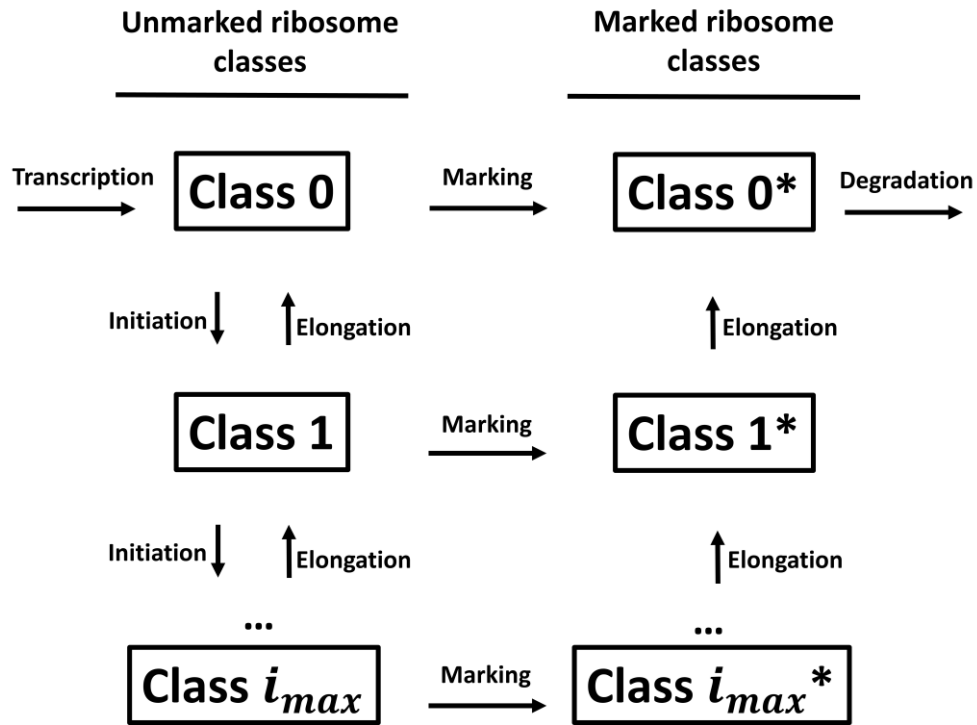 Unmarked ribosome
classes
Marked ribosome
classes
Transcription
Class 0
Marking
Class 0*
Degradation
Initiation
Elongation
Elongation
Class 1
Marking
Class 1*
Initiation
Elongation
Elongation
...
...
Class i_max
Marking
Class i_max*